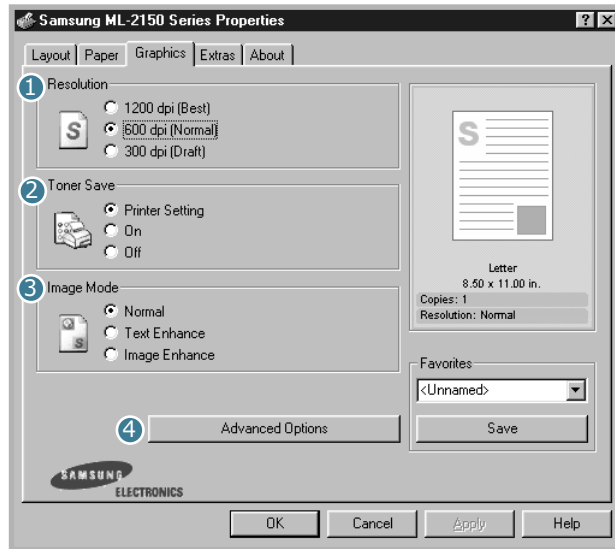 Samsung ML-2150 Series Properties
Layout Paper Graphics Extras About
1 Resolution
1200 dpi (Best)
600 dpi (Normal)
300 dpi (Draft)
2 Toner Save
Printer Setting
On
Off
3 Image Mode
Normal
Text Enhance
Image Enhance
4 Advanced Options
S
S
S
Letter
8.50 x 11.00 in.
Copies: 1
Resolution: Normal
Favorites
<Unnamed>
Save
SAMSUNG
ELECTRONICS
OK Cancel Apply Help